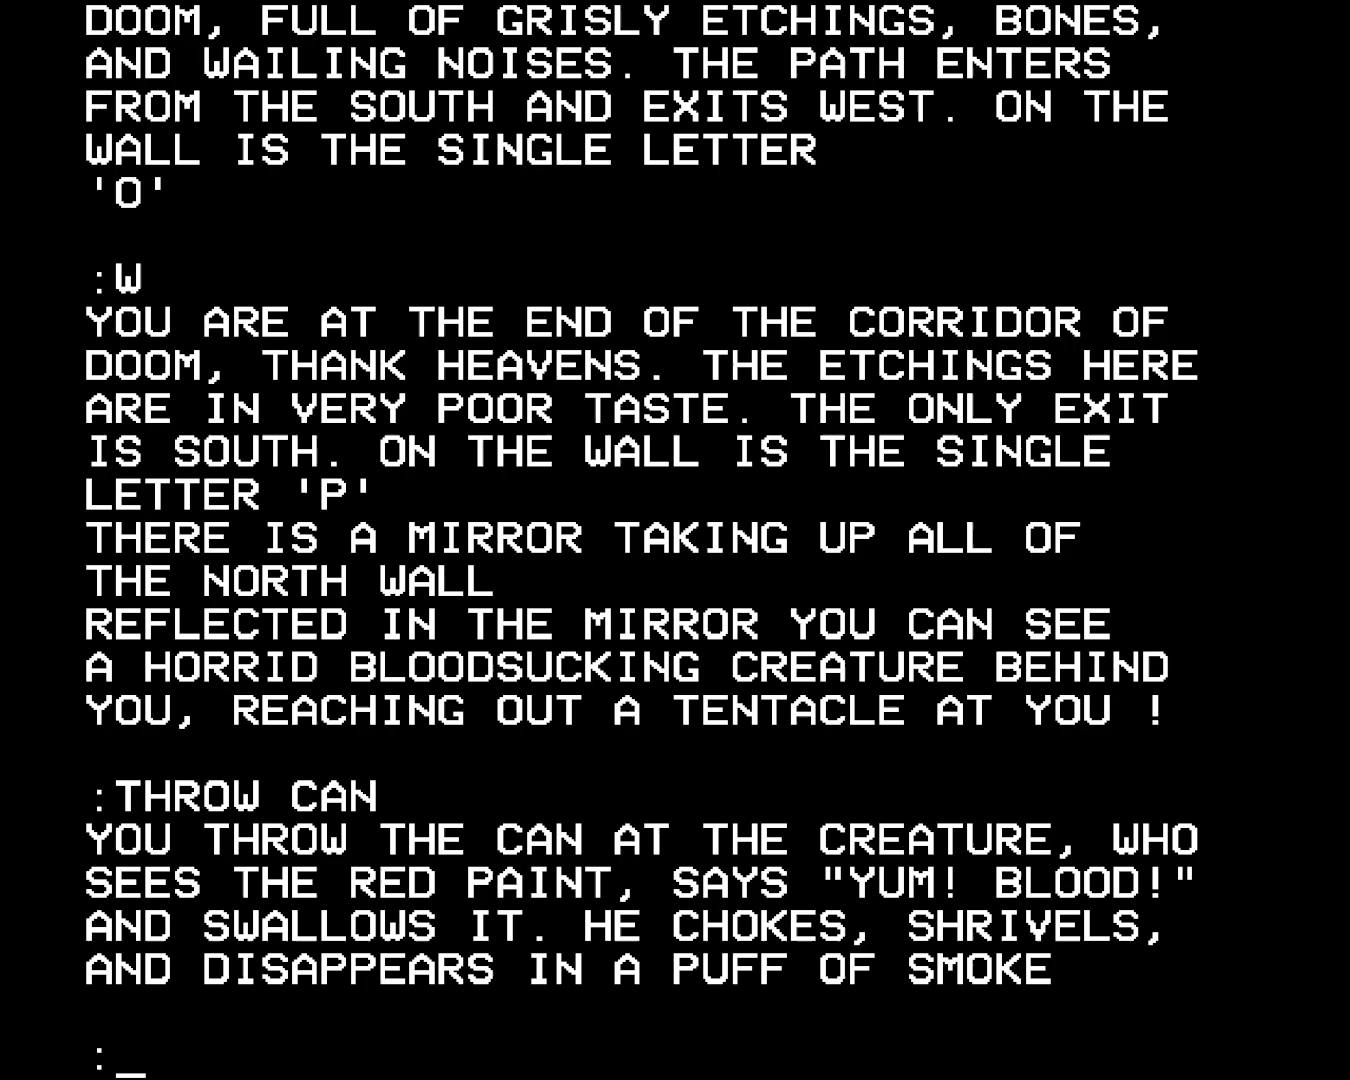 DOOM, FULL OF GRISLY ETCHINGS, BONES,
AND WAILING NOISES. THE PATH ENTERS
FROM THE SOUTH AND EXITS WEST. ON THE
WALL IS THE SINGLE LETTER
'O'
:W
YOU ARE AT THE END OF THE CORRIDOR OF
DOOM, THANK HEAVENS. THE ETCHINGS HERE
ARE IN VERY POOR TASTE. THE ONLY EXIT
IS SOUTH. ON THE WALL IS THE SINGLE
LETTER 'P'
THERE IS A MIRROR TAKING UP ALL OF
THE NORTH WALL
REFLECTED IN THE MIRROR YOU CAN SEE
A HORRID BLOODSUCKING CREATURE BEHIND
YOU, REACHING OUT A TENTACLE AT YOU !
:THROW CAN
YOU THROW THE CAN AT THE CREATURE, WHO
SEES THE RED PAINT, SAYS "YUM! BLOOD!"
AND SWALLOWS IT. HE CHOKES, SHRIVELS,
AND DISAPPEARS IN A PUFF OF SMOKE
:_